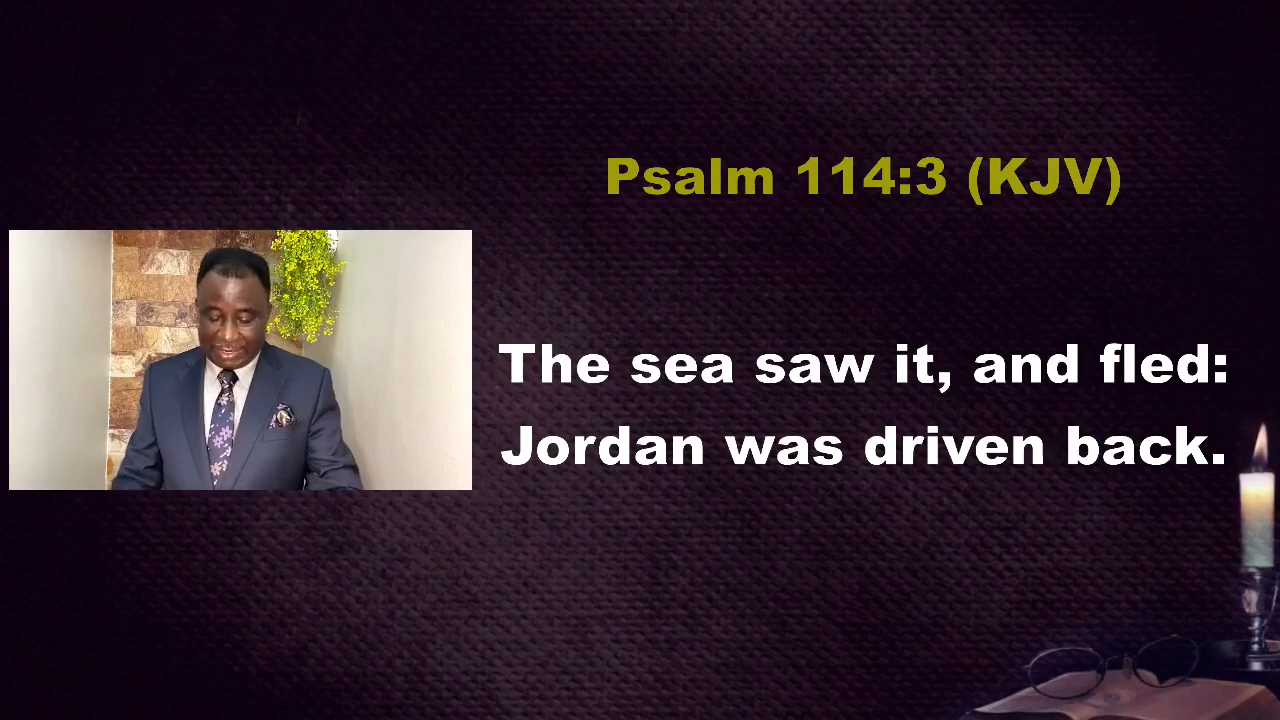 Psalm 114:3 (KJV)
The sea saw it, and fled:
Jordan was driven back.